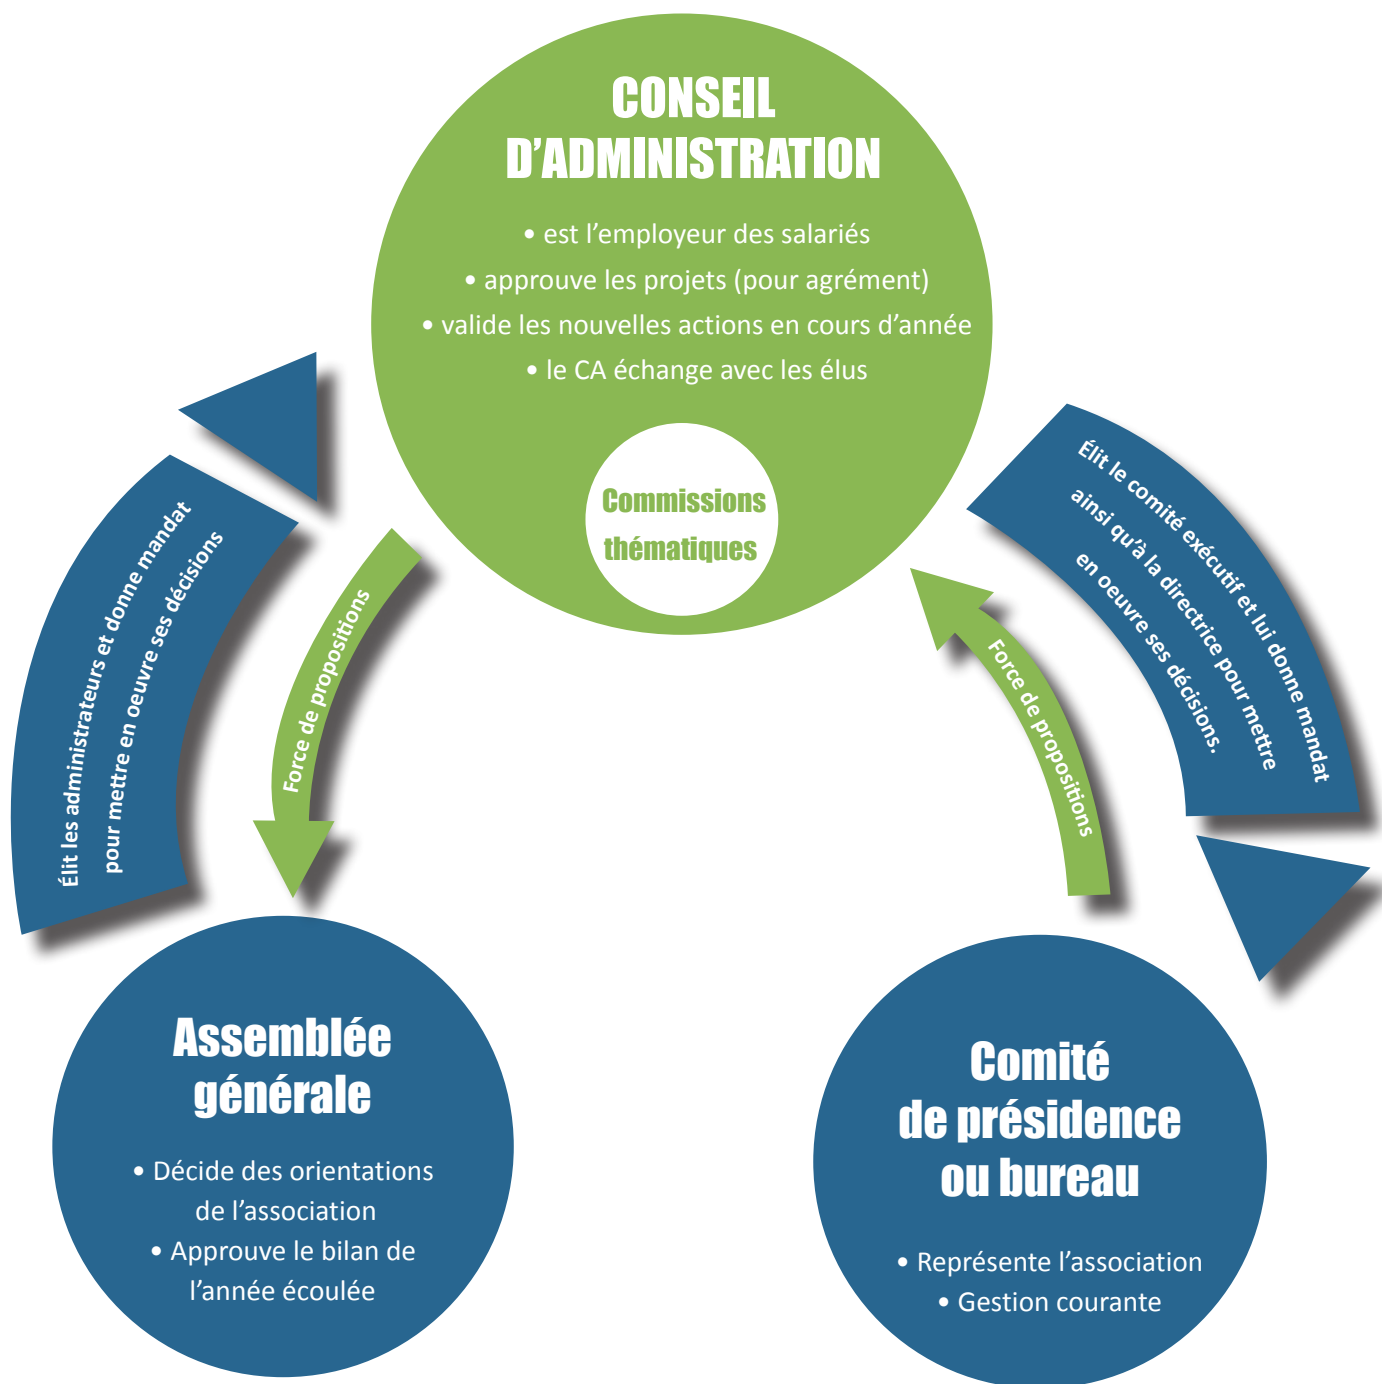 CONSEIL
D’ADMINISTRATION
• est l’employeur des salariés
• approuve les projets (pour agrément)
• valide les nouvelles actions en cours d’année
• le CA échange avec les élus
Commissions
thématiques
Élit les administrateurs et donne mandat
pour mettre en oeuvre ses décisions
Force de propositions
Force de propositions
Élit le comité exécutif et lui donne mandat
ainsi qu’à la directrice pour mettre
en oeuvre ses décisions.
Assemblée
générale
• Décide des orientations
de l’association
• Approuve le bilan de
l’année écoulée
Comité
de présidence
ou bureau
• Représente l’association
• Gestion courante